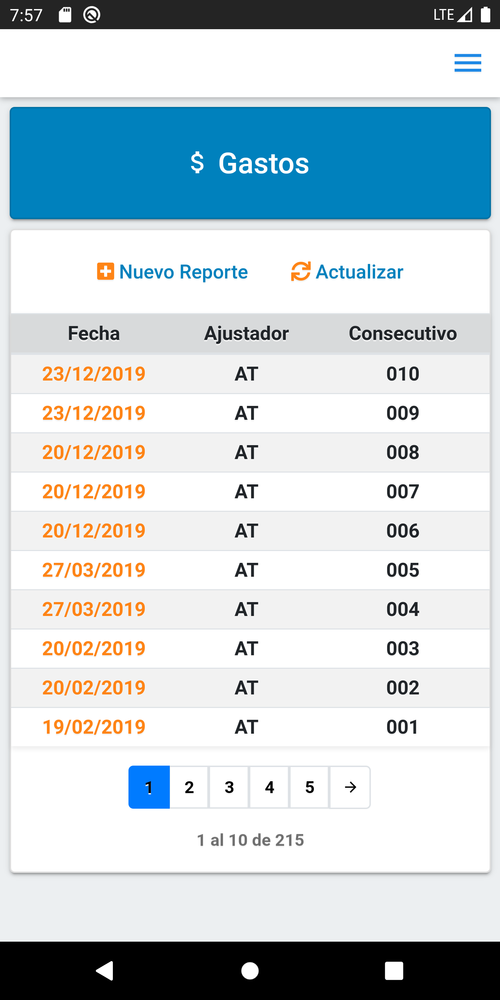 7:57 LTE
$ Gastos
Nuevo Reporte Actualizar
Fecha Ajustador Consecutivo
23/12/2019 AT 010
23/12/2019 AT 009
20/12/2019 AT 008
20/12/2019 AT 007
20/12/2019 AT 006
27/03/2019 AT 005
27/03/2019 AT 004
20/02/2019 AT 003
20/02/2019 AT 002
19/02/2019 AT 001
1 2 3 4 5 →
1 al 10 de 215